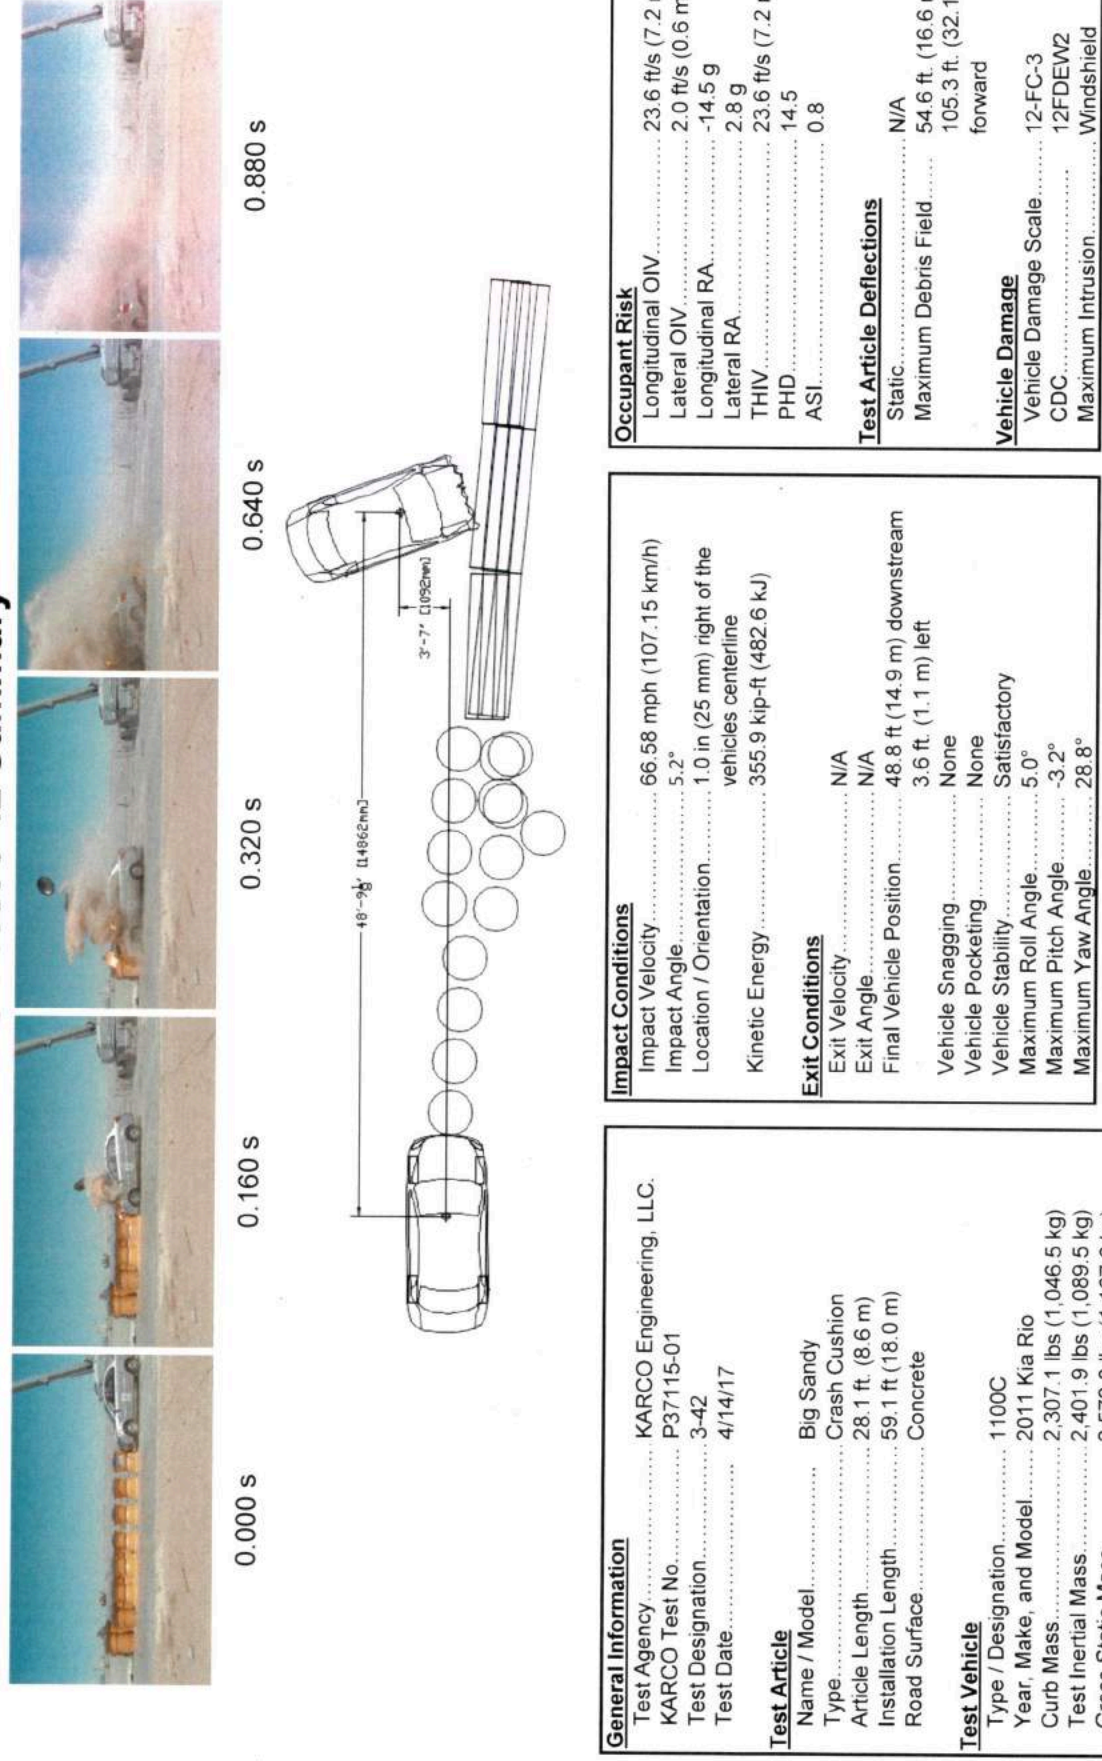 0.000 s
0.160 s
0.320 s
0.640 s
0.880 s
48'-9⅛" [14862mm]
3'-7" [1092mm]
General Information
Test Agency KARCO Engineering, LLC.
KARCO Test No. P37115-01
Test Designation 3-42
Test Date 4/14/17
Test Article
Name / Model Big Sandy
Type Crash Cushion
Article Length 28.1 ft. (8.6 m)
Installation Length 59.1 ft (18.0 m)
Road Surface Concrete
Test Vehicle
Type / Designation 1100C
Year, Make, and Model 2011 Kia Rio
Curb Mass 2,307.1 lbs (1,046.5 kg)
Test Inertial Mass 2,401.9 lbs (1,089.5 kg)
Impact Conditions
Impact Velocity 66.58 mph (107.15 km/h)
Impact Angle 5.2°
Location / Orientation 1.0 in (25 mm) right of the
vehicles centerline
Kinetic Energy 355.9 kip-ft (482.6 kJ)
Exit Conditions
Exit Velocity N/A
Exit Angle N/A
Final Vehicle Position 48.8 ft (14.9 m) downstream
3.6 ft. (1.1 m) left
Vehicle Snagging None
Vehicle Pocketing None
Vehicle Stability Satisfactory
Maximum Roll Angle 5.0°
Maximum Pitch Angle -3.2°
Maximum Yaw Angle 28.8°
Occupant Risk
Longitudinal OIV 23.6 ft/s (7.2
Lateral OIV 2.0 ft/s (0.6 m
Longitudinal RA -14.5 g
Lateral RA 2.8 g
THIV 23.6 ft/s (7.2
PHD 14.5
ASI 0.8
Test Article Deflections
Static N/A
Maximum Debris Field 54.6 ft. (16.6
105.3 ft. (32.1
forward
Vehicle Damage
Vehicle Damage Scale 12-FC-3
CDC 12FDEW2
Maximum Intrusion Windshield